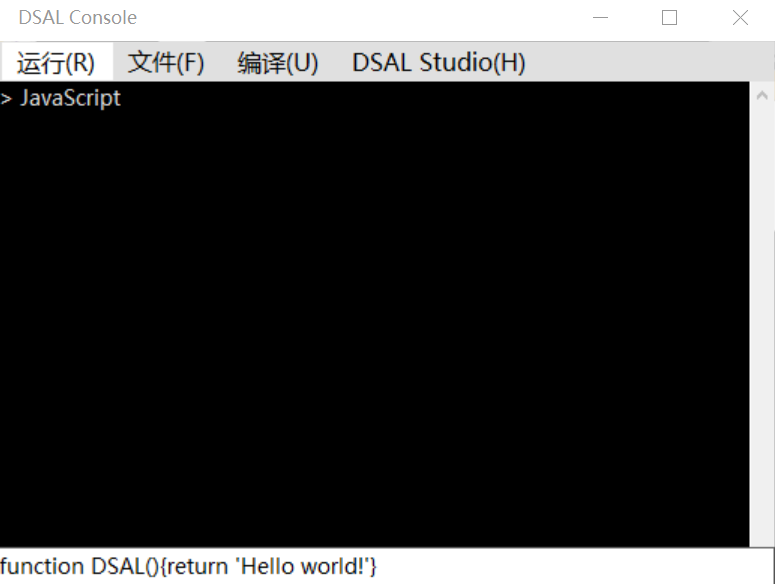 DSAL Console
运行(R) 文件(F) 编译(U) DSAL Studio(H)
> JavaScript
function DSAL(){return 'Hello world!'}